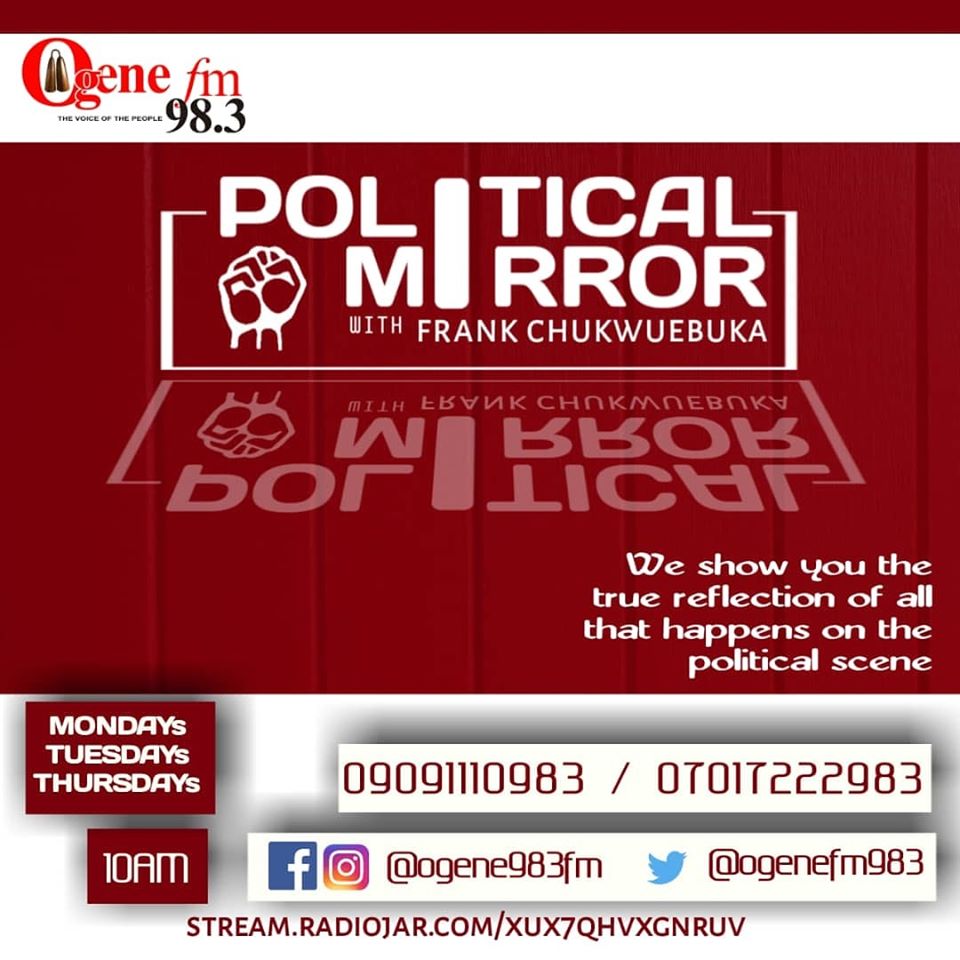 Ogene fm
THE VOICE OF THE PEOPLE 98.3
POLITICAL
MIRROR
WITH FRANK CHUKWUEBUKA
WITH FRANK CHUKWUEBUKA
MIRROR
POLITICAL
We show you the
true reflection of all
that happens on the
political scene
MONDAYs
TUESDAYs
THURSDAYs
09091110983 / 07017222983
10AM
@ogene983fm @ogenefm983
STREAM.RADIOJAR.COM/XUX7QHVXGNRUV